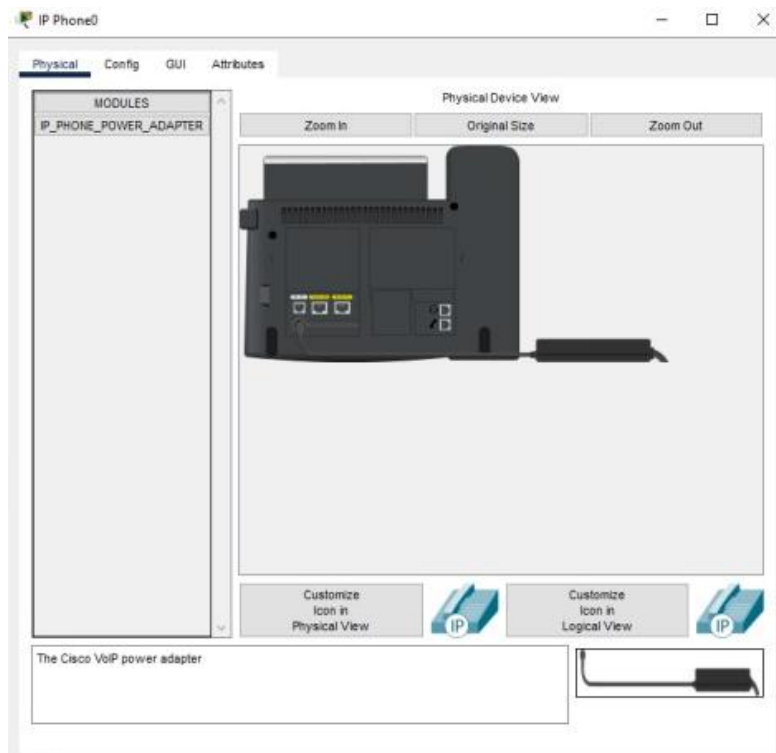 IP Phone0
Physical Config GUI Attributes
MODULES
IP_PHONE_POWER_ADAPTER
Physical Device View
Zoom In Original Size Zoom Out
Customize
Icon in
Physical View
IP
Customize
Icon in
Logical View
IP
The Cisco VoIP power adapter